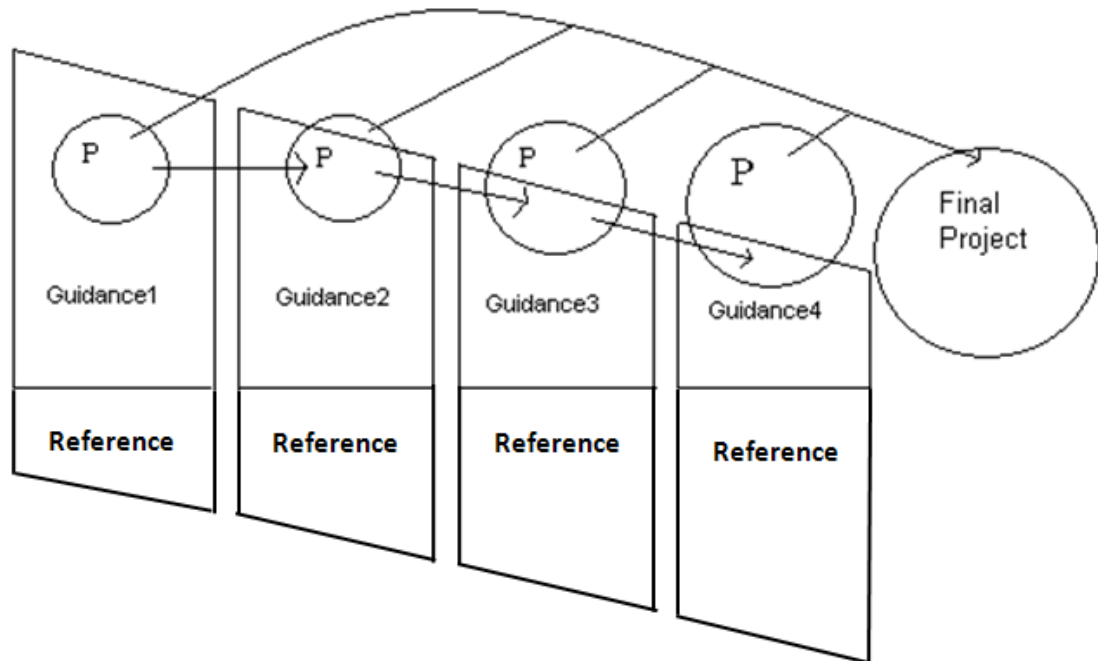 P
P
P
P
Final
Project
Guidance1
Guidance2
Guidance3
Guidance4
Reference
Reference
Reference
Reference